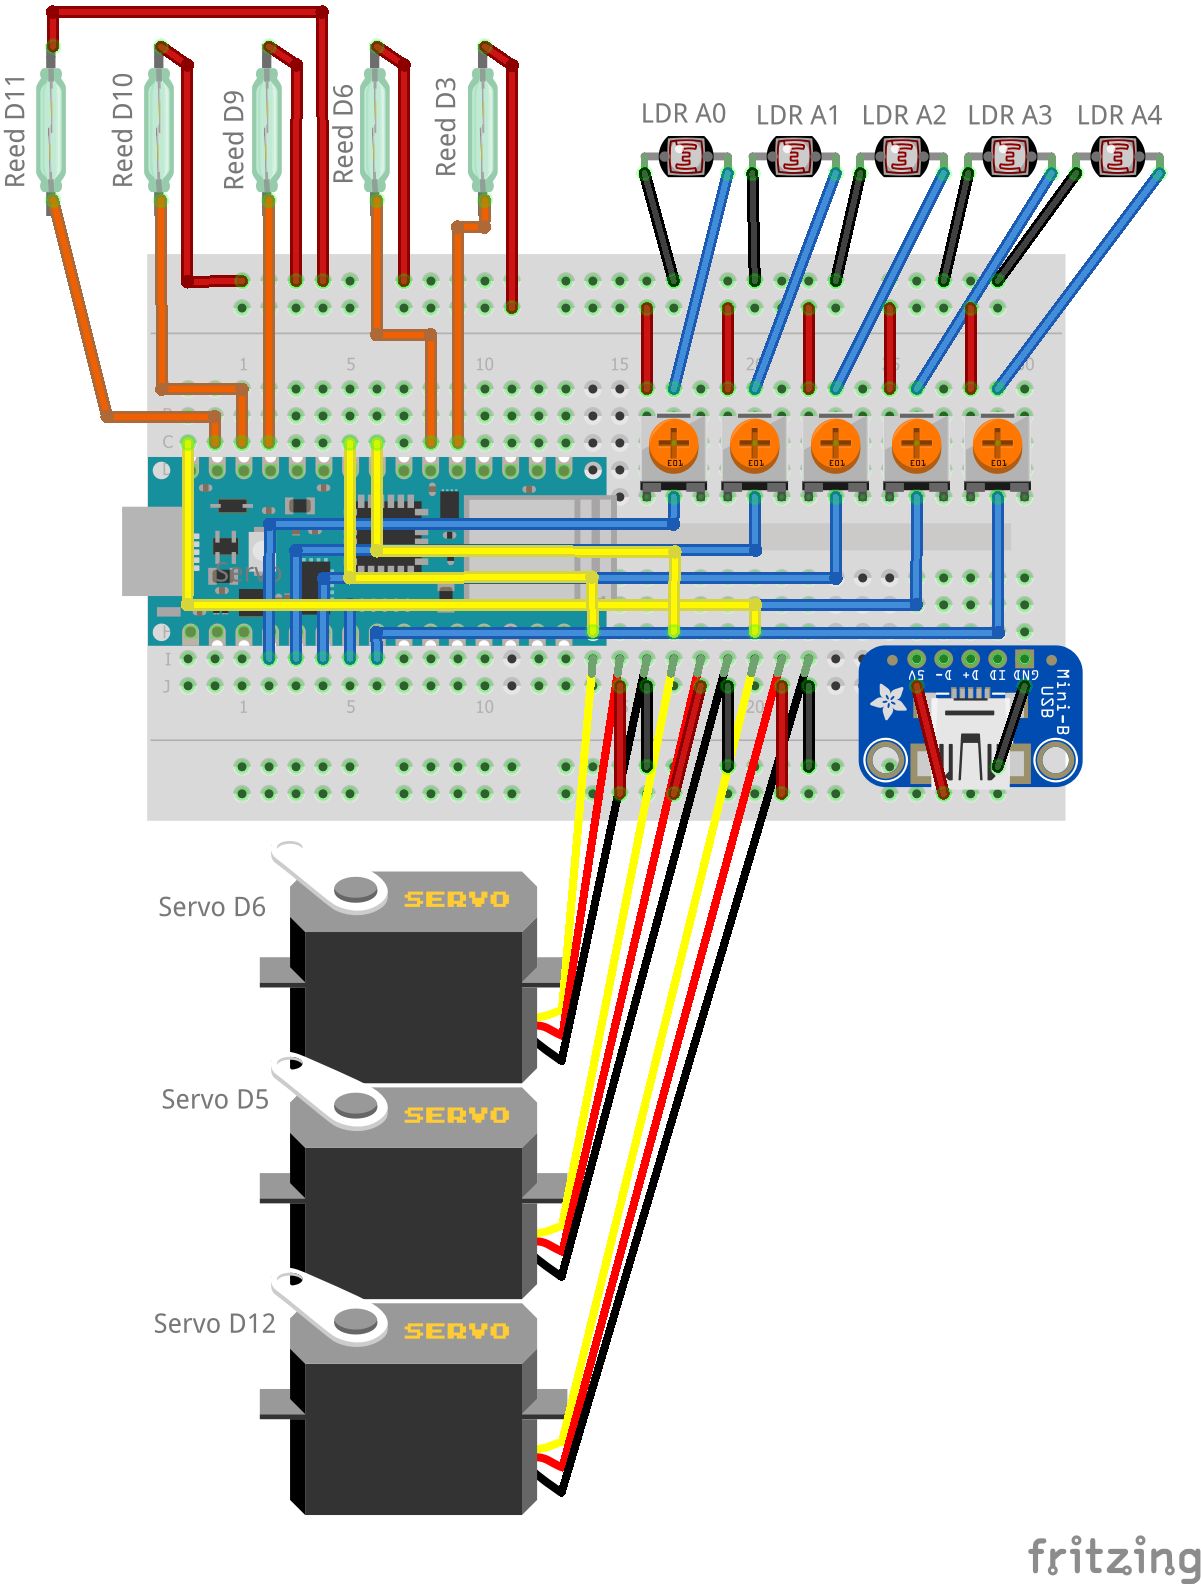 Reed D11
Reed D10
Reed D9
Reed D6
Reed D3
LDR A0
LDR A1
LDR A2
LDR A3
LDR A4
1 5 10 15
C
E01 E01 E01 E01 E01
Servo
I
J
1 10 20
5V D- D+ ID GND
Mini-B
USB
Servo D6
SERVO
Servo D5
SERVO
Servo D12
SERVO
fritzing